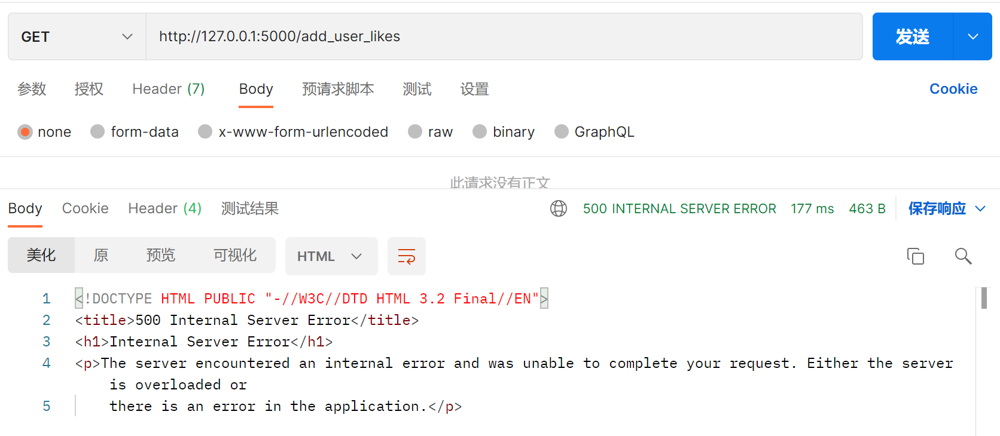 GET http://127.0.0.1:5000/add_user_likes 发送
参数 授权 Header (7) Body 预请求脚本 测试 设置 Cookie
none form-data x-www-form-urlencoded raw binary GraphQL
此请求没有正文
Body Cookie Header (4) 测试结果 500 INTERNAL SERVER ERROR 177 ms 463 B 保存响应
美化 原 预览 可视化 HTML
1 <!DOCTYPE HTML PUBLIC "-//W3C//DTD HTML 3.2 Final//EN">
2 <title>500 Internal Server Error</title>
3 <h1>Internal Server Error</h1>
4 <p>The server encountered an internal error and was unable to complete your request. Either the server
is overloaded or
5 there is an error in the application.</p>